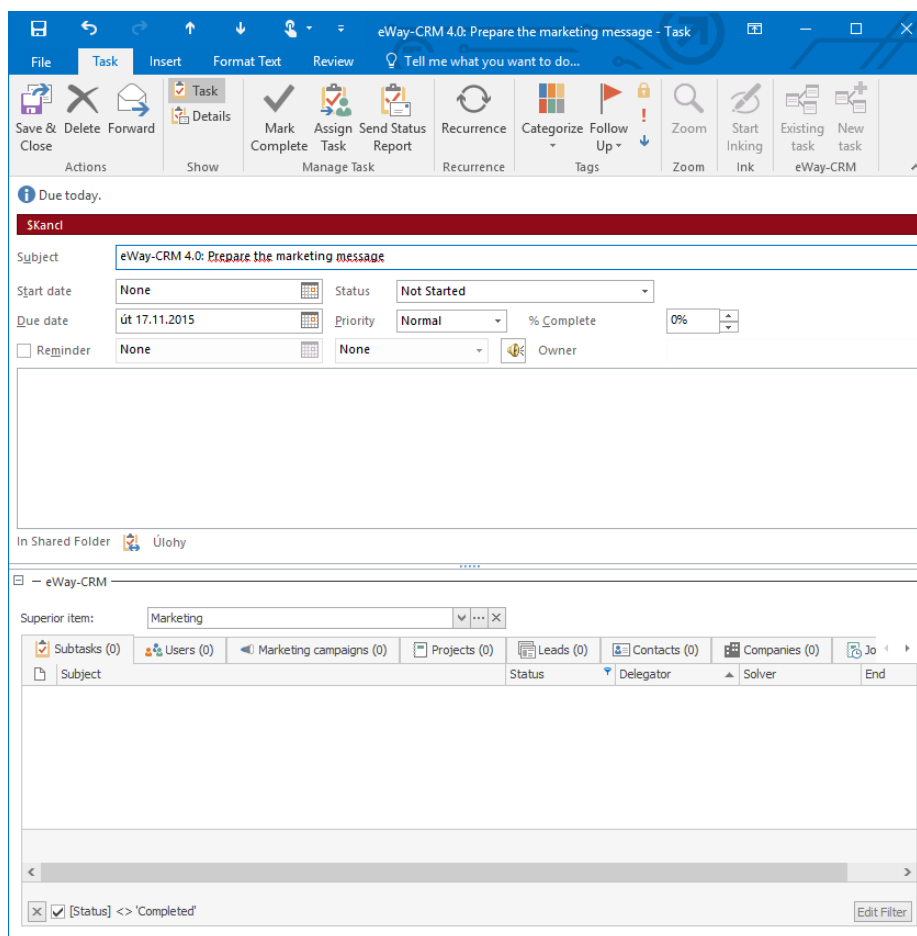 eWay-CRM 4.0: Prepare the marketing message - Task
File Task Insert Format Text Review Tell me what you want to do...
Save & Close Delete Forward Task Details Mark Complete Assign Task Send Status Report Recurrence Categorize Follow Up Zoom Start Inking Existing task New task
Actions Show Manage Task Recurrence Tags Zoom Ink eWay-CRM
Due today.
$Kancl
Subject eWay-CRM 4.0: Prepare the marketing message
Start date None Status Not Started
Due date út 17.11.2015 Priority Normal % Complete 0%
Reminder None None Owner
In Shared Folder Úlohy
eWay-CRM
Superior item: Marketing
Subtasks (0) Users (0) Marketing campaigns (0) Projects (0) Leads (0) Contacts (0) Companies (0) Jo
Subject Status Delegator Solver End
[Status] <> 'Completed' Edit Filter